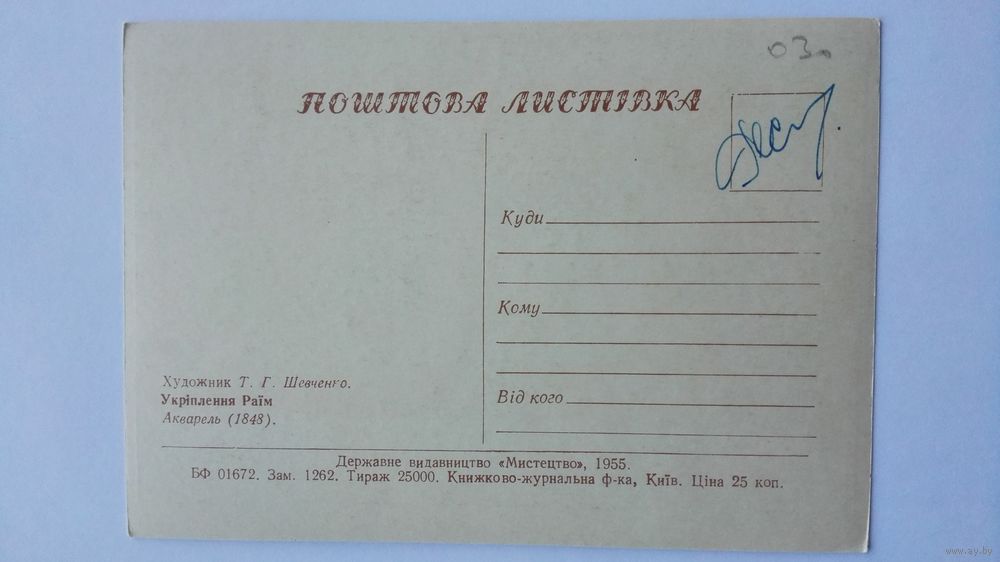 03
ПОШТОВА ЛИСТІВКА
Куди
Кому
Від кого
Художник Т. Г. Шевченко.
Укріплення Раїм
Акварель (1848).
Державне видавництво «Мистецтво», 1955.
БФ 01672. Зам. 1262. Тираж 25000. Книжково-журнальна ф-ка, Київ. Ціна 25 коп.
www.ay.by